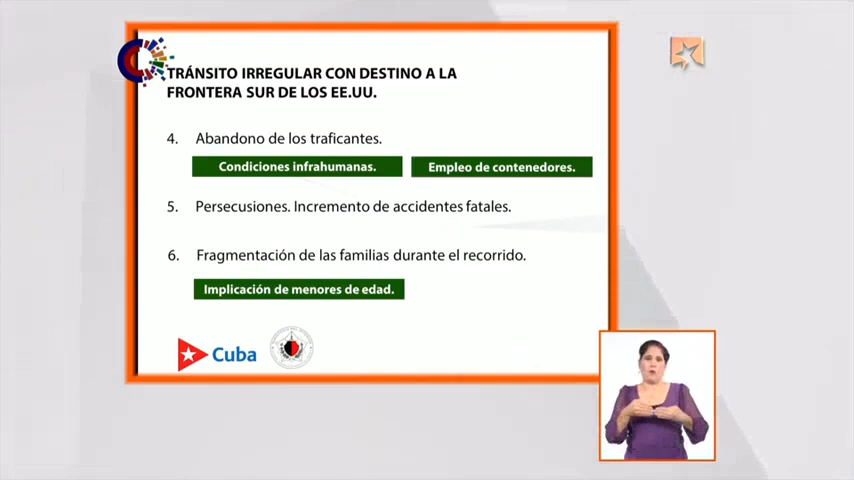 TRÁNSITO IRREGULAR CON DESTINO A LA
FRONTERA SUR DE LOS EE.UU.
4. Abandono de los traficantes.
Condiciones infrahumanas. Empleo de contenedores.
5. Persecusiones. Incremento de accidentes fatales.
6. Fragmentación de las familias durante el recorrido.
Implicación de menores de edad.
Cuba